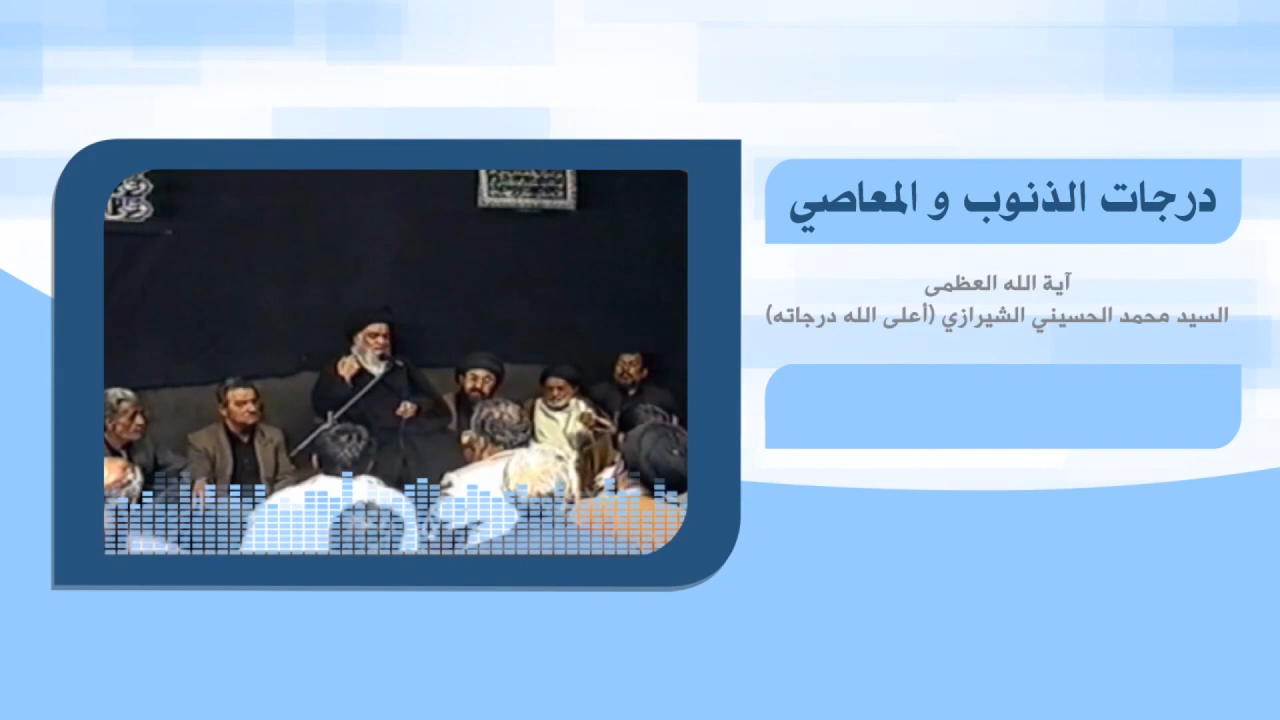 درجات الذنوب و المعاصي
آية الله العظمى
السيد محمد الحسيني الشيرازي (أعلى الله درجاته)